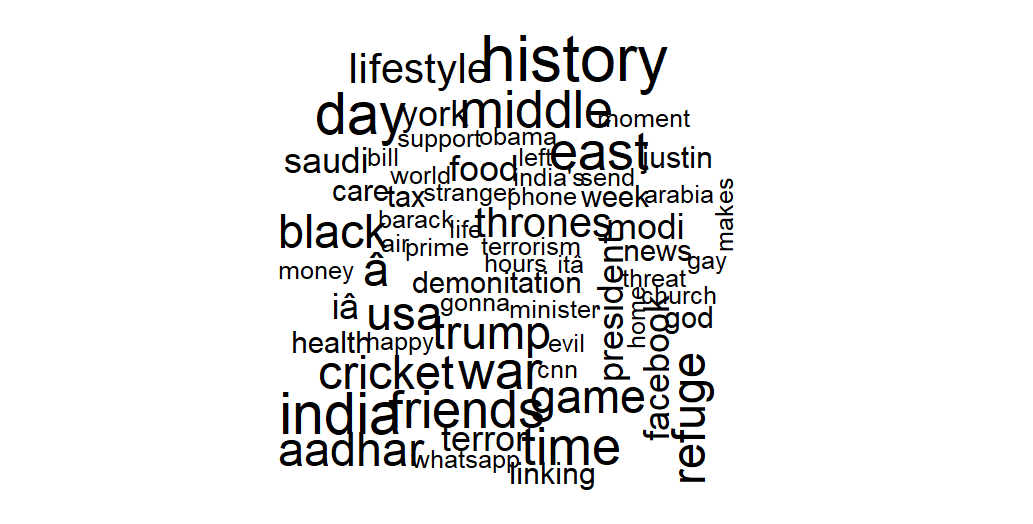 lifestyle history
day york middle moment
support obama
saudi bill food left east justin
world india's send
care tax stranger phone week arabia
makes
black barack life thrones modi
air prime terrorism president news gay
money â hours itâ threat
demonitation home church
iâ usa gonna minister god
health happy trump evil facebook
cricket war cnn refuge
india friends game
aadhar terror time
whatsapp linking